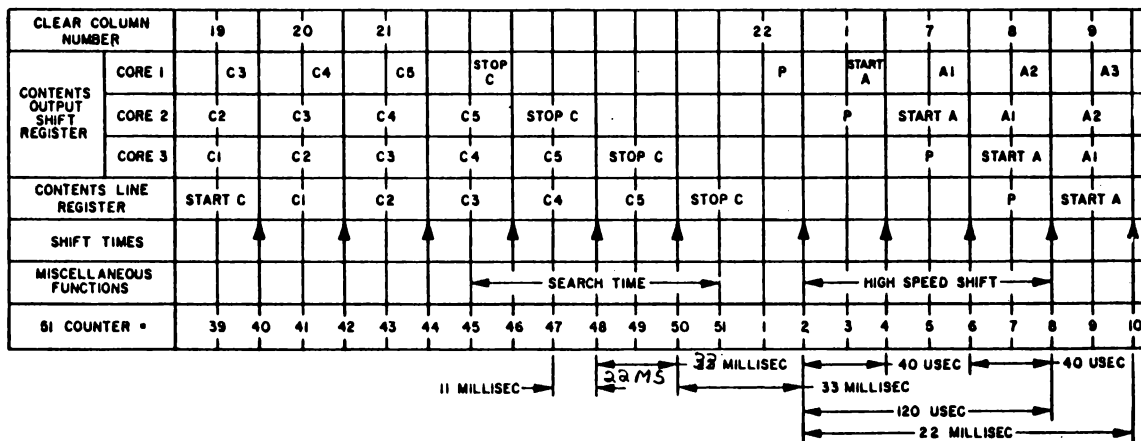 CLEAR COLUMN NUMBER 19 20 21 22 1 7 8 9
CONTENTS OUTPUT SHIFT REGISTER
CORE 1 C3 C4 C5 STOP C P START A A1 A2 A3
CORE 2 C2 C3 C4 C5 STOP C P START A A1 A2
CORE 3 C1 C2 C3 C4 C5 STOP C P START A A1
CONTENTS LINE REGISTER START C C1 C2 C3 C4 C5 STOP C P START A
SHIFT TIMES
MISCELLANEOUS FUNCTIONS SEARCH TIME HIGH SPEED SHIFT
51 COUNTER = 39 40 41 42 43 44 45 46 47 48 49 50 51 1 2 3 4 5 6 7 8 9 10
MILLISEC 40 USEC 40 USEC
11 MILLISEC 22 MS 33 MILLISEC
120 USEC
22 MILLISEC